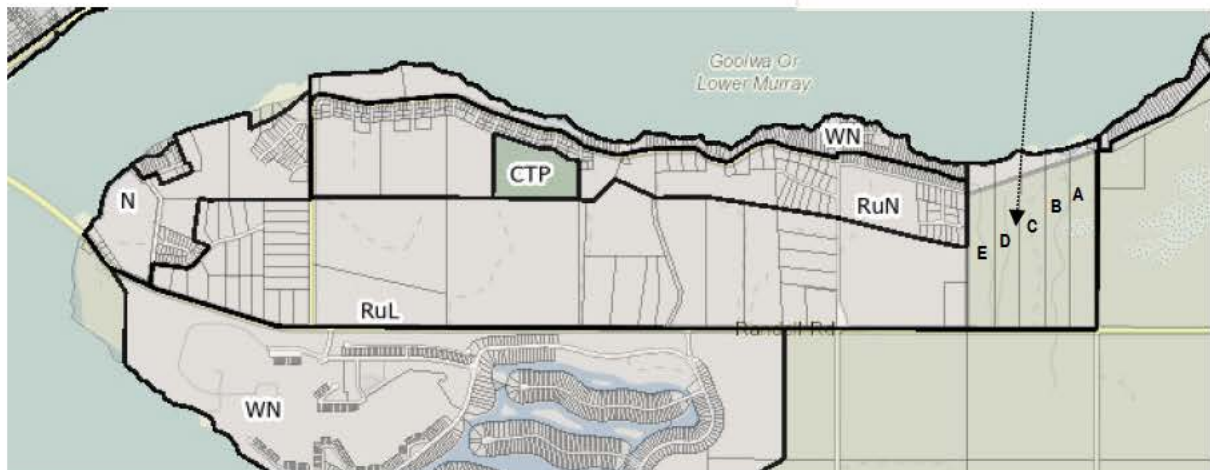 Goolwa Or
Lower Murray
WN
CTP
N
RuN
A
B
C
D
E
RuL
Randell Rd
WN